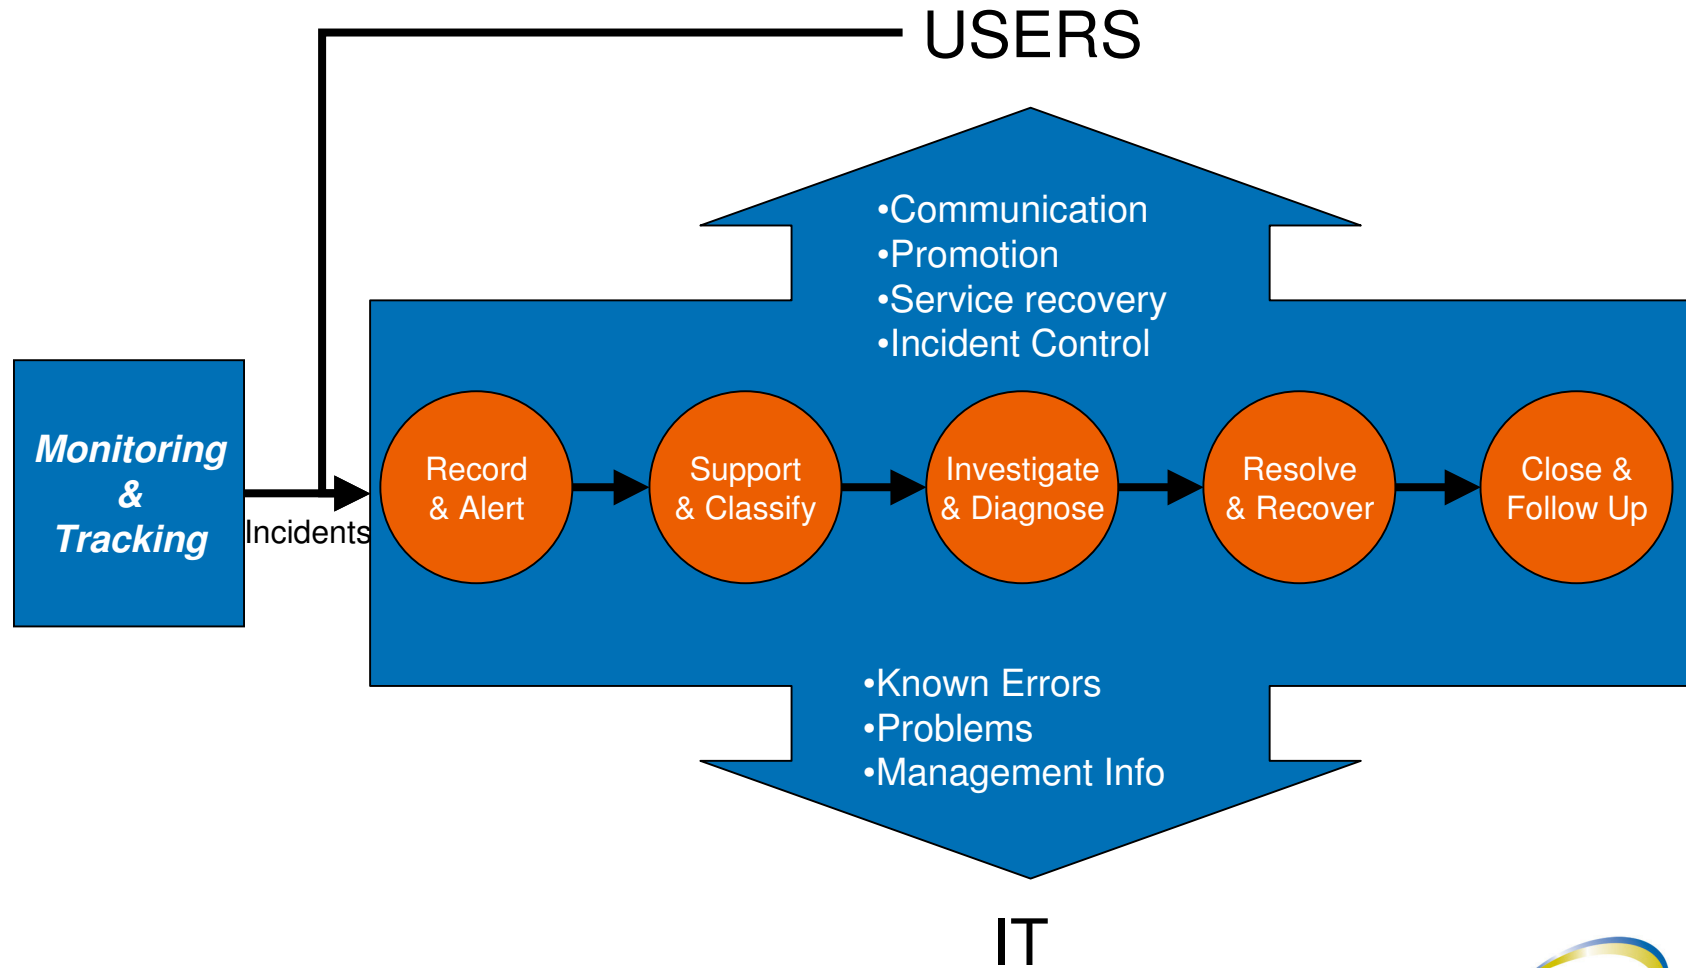 USERS
•Communication
•Promotion
•Service recovery
•Incident Control
Monitoring
&
Tracking
Incidents
Record
& Alert
Support
& Classify
Investigate
& Diagnose
Resolve
& Recover
Close &
Follow Up
•Known Errors
•Problems
•Management Info
IT